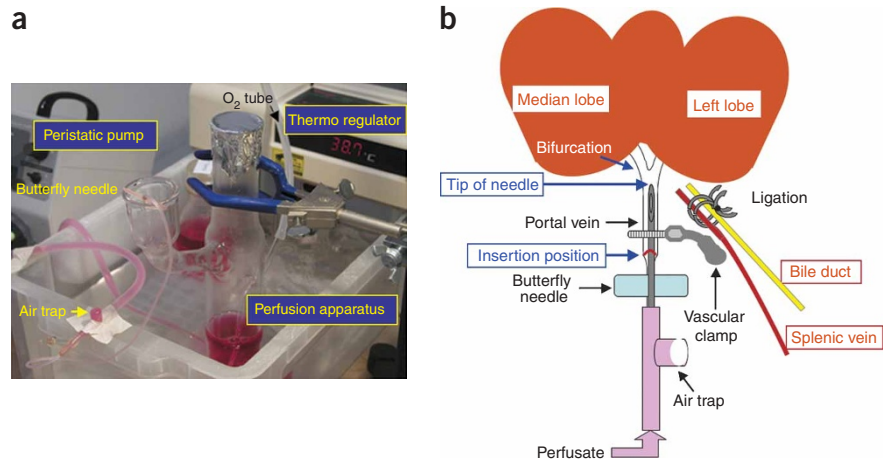 a
O2 tube
Thermo regulator
Peristatic pump
38.7 °C
Butterfly needle
Perfusion apparatus
Air trap
b
Median lobe
Left lobe
Bifurcation
Tip of needle
Ligation
Portal vein
Insertion position
Butterfly
needle
Bile duct
Vascular
clamp
Splenic vein
Air trap
Perfusate